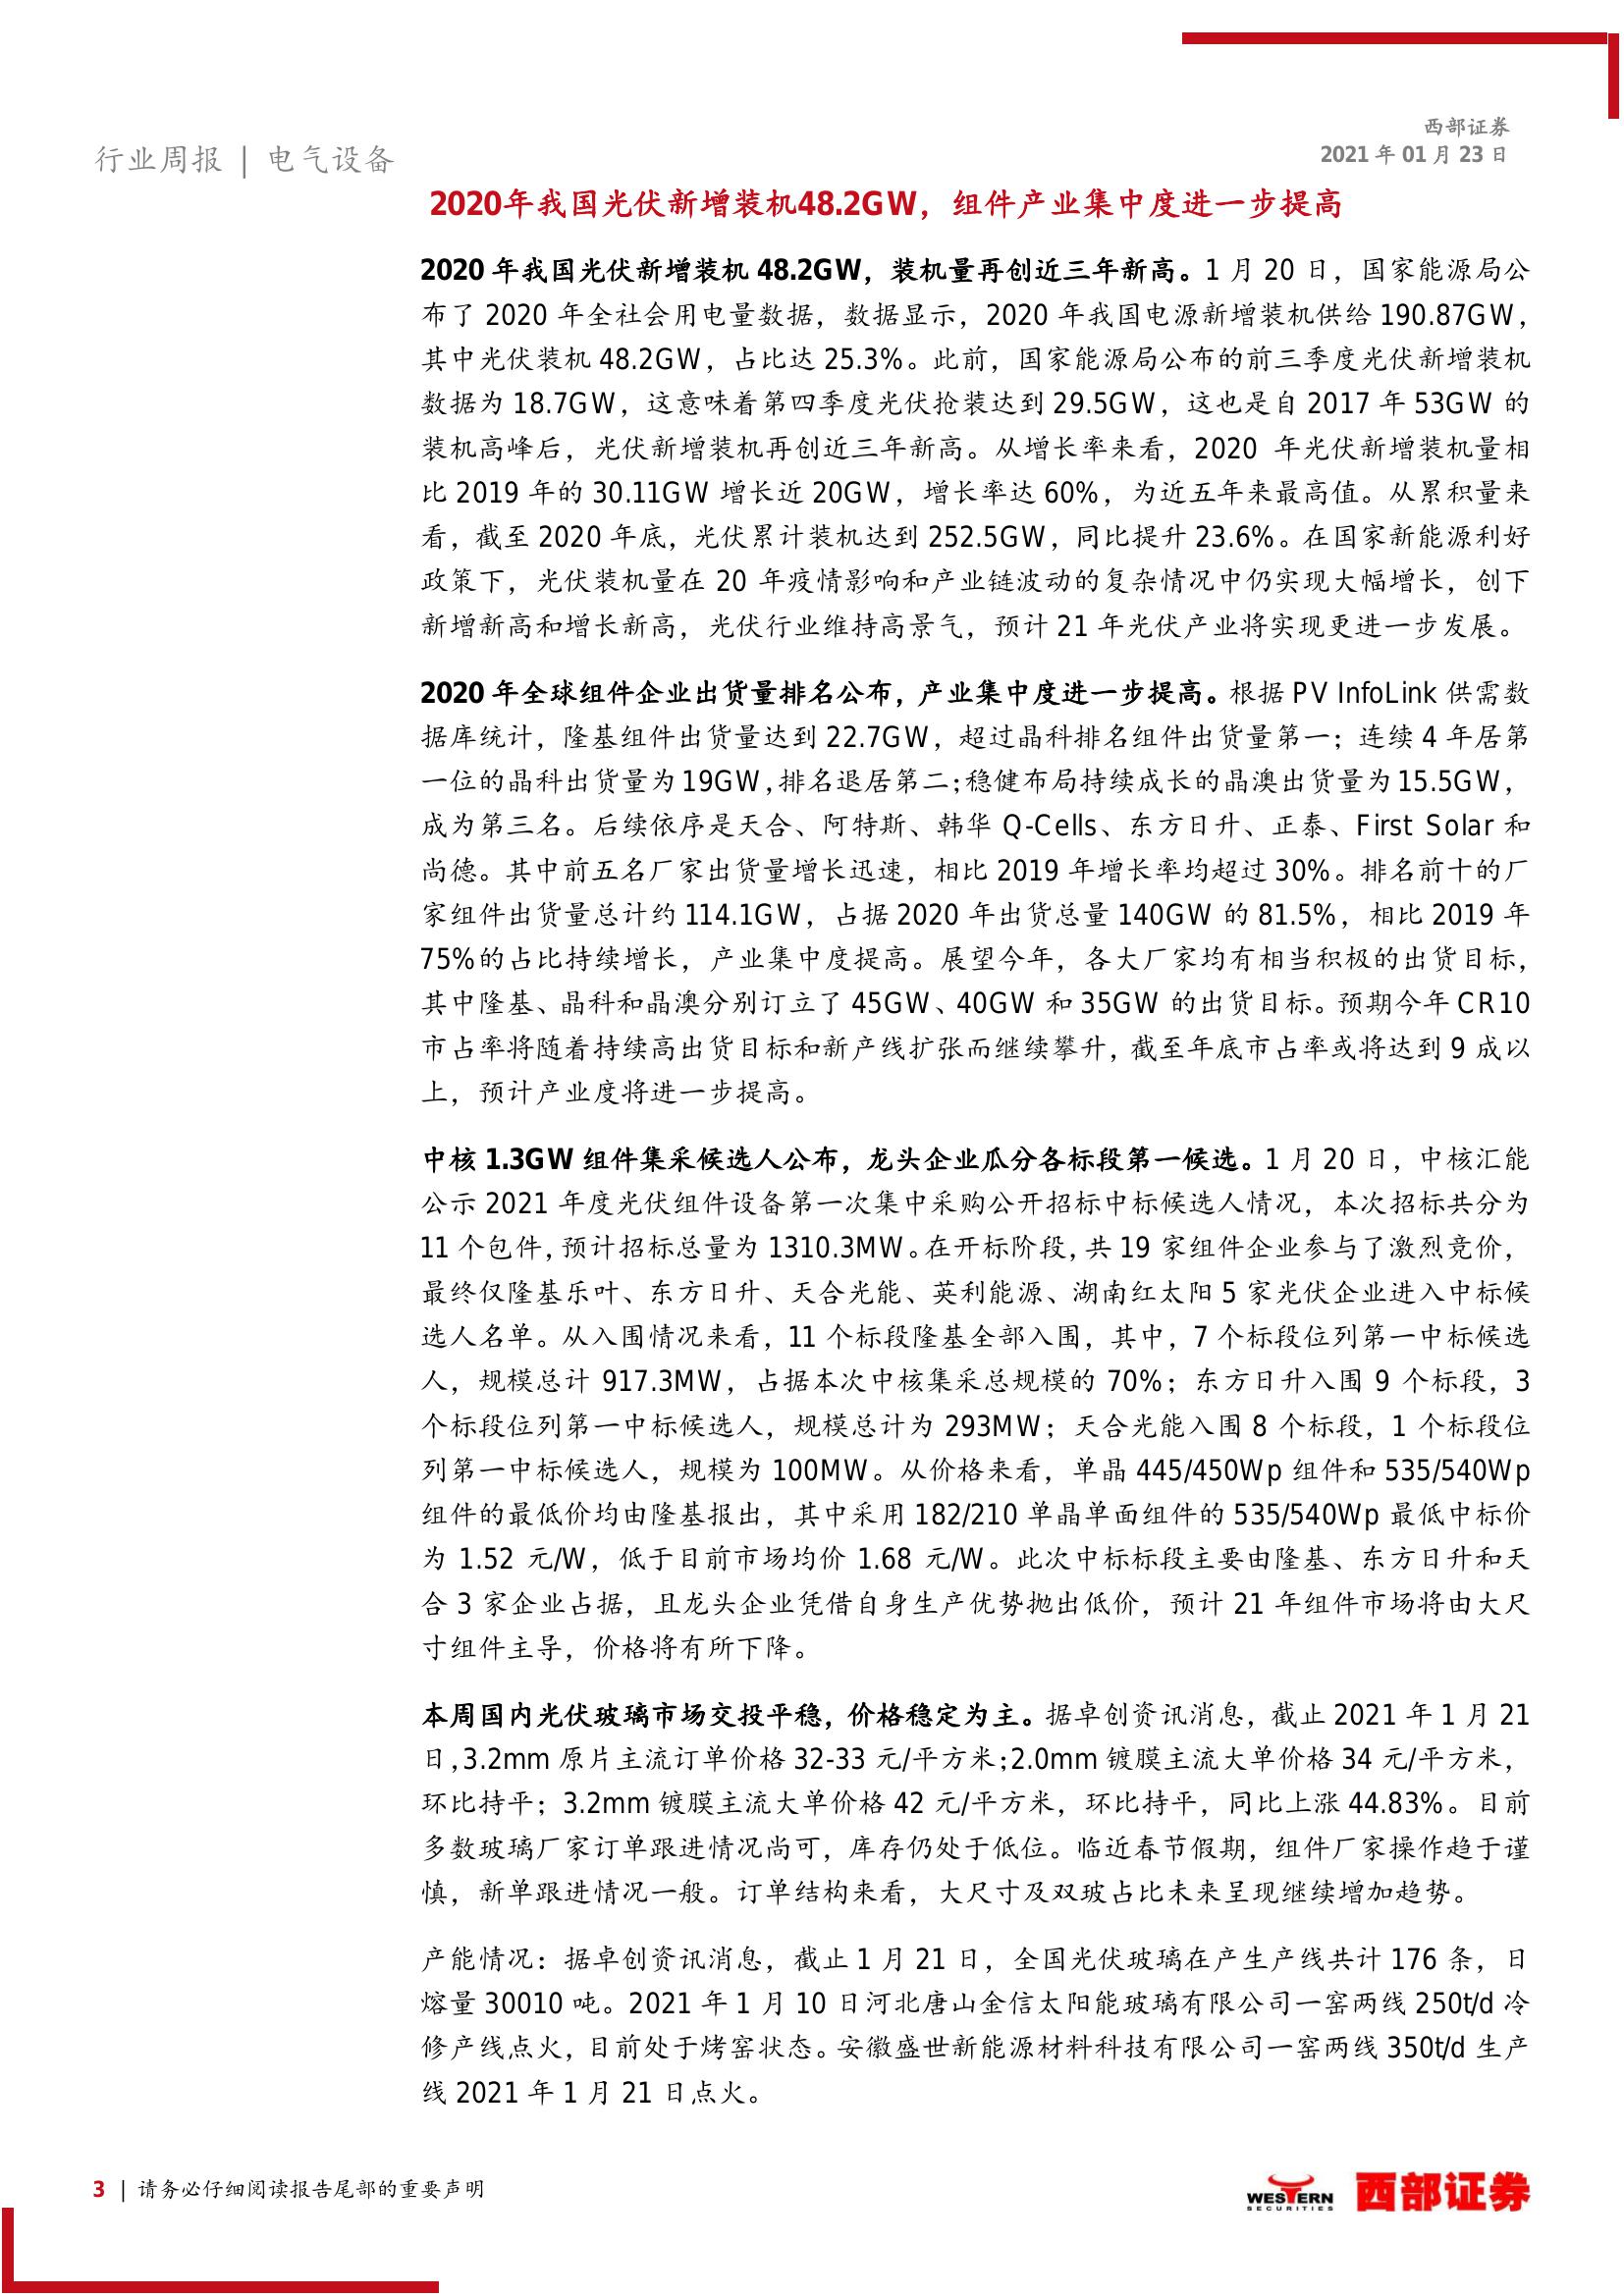 西部证券
2021 年 01 月 23 日
行业周报 | 电气设备
2020年我国光伏新增装机48.2GW，组件产业集中度进一步提高
2020 年我国光伏新增装机 48.2GW，装机量再创近三年新高。1 月 20 日，国家能源局公
布了 2020 年全社会用电量数据，数据显示，2020 年我国电源新增装机供给 190.87GW，
其中光伏装机 48.2GW，占比达 25.3%。此前，国家能源局公布的前三季度光伏新增装机
数据为 18.7GW，这意味着第四季度光伏抢装达到 29.5GW，这也是自 2017 年 53GW 的
装机高峰后，光伏新增装机再创近三年新高。从增长率来看，2020 年光伏新增装机量相
比 2019 年的 30.11GW 增长近 20GW，增长率达 60%，为近五年来最高值。从累积量来
看，截至 2020 年底，光伏累计装机达到 252.5GW，同比提升 23.6%。在国家新能源利好
政策下，光伏装机量在 20 年疫情影响和产业链波动的复杂情况中仍实现大幅增长，创下
新增新高和增长新高，光伏行业维持高景气，预计 21 年光伏产业将实现更进一步发展。
2020 年全球组件企业出货量排名公布，产业集中度进一步提高。根据 PV InfoLink 供需数
据库统计，隆基组件出货量达到 22.7GW，超过晶科排名组件出货量第一；连续 4 年居第
一位的晶科出货量为 19GW，排名退居第二；稳健布局持续成长的晶澳出货量为 15.5GW，
成为第三名。后续依序是天合、阿特斯、韩华 Q-Cells、东方日升、正泰、First Solar 和
尚德。其中前五名厂家出货量增长迅速，相比 2019 年增长率均超过 30%。排名前十的厂
家组件出货量总计约 114.1GW，占据 2020 年出货总量 140GW 的 81.5%，相比 2019 年
75%的占比持续增长，产业集中度提高。展望今年，各大厂家均有相当积极的出货目标，
其中隆基、晶科和晶澳分别订立了 45GW、40GW 和 35GW 的出货目标。预期今年 CR10
市占率将随着持续高出货目标和新产线扩张而继续攀升，截至年底市占率或将达到 9 成以
上，预计产业度将进一步提高。
中核 1.3GW 组件集采候选人公布，龙头企业瓜分各标段第一候选。1 月 20 日，中核汇能
公示 2021 年度光伏组件设备第一次集中采购公开招标中标候选人情况，本次招标共分为
11 个包件，预计招标总量为 1310.3MW。在开标阶段，共 19 家组件企业参与了激烈竞价，
最终仅隆基乐叶、东方日升、天合光能、英利能源、湖南红太阳 5 家光伏企业进入中标候
选人名单。从入围情况来看，11 个标段隆基全部入围，其中，7 个标段位列第一中标候选
人，规模总计 917.3MW，占据本次中核集采总规模的 70%；东方日升入围 9 个标段，3
个标段位列第一中标候选人，规模总计为 293MW；天合光能入围 8 个标段，1 个标段位
列第一中标候选人，规模为 100MW。从价格来看，单晶 445/450Wp 组件和 535/540Wp
组件的最低价均由隆基报出，其中采用 182/210 单晶单面组件的 535/540Wp 最低中标价
为 1.52 元/W，低于目前市场均价 1.68 元/W。此次中标标段主要由隆基、东方日升和天
合 3 家企业占据，且龙头企业凭借自身生产优势抛出低价，预计 21 年组件市场将由大尺
寸组件主导，价格将有所下降。
本周国内光伏玻璃市场交投平稳，价格稳定为主。据卓创资讯消息，截止 2021 年 1 月 21
日，3.2mm 原片主流订单价格 32-33 元/平方米；2.0mm 镀膜主流大单价格 34 元/平方米，
环比持平；3.2mm 镀膜主流大单价格 42 元/平方米，环比持平，同比上涨 44.83%。目前
多数玻璃厂家订单跟进情况尚可，库存仍处于低位。临近春节假期，组件厂家操作趋于谨
慎，新单跟进情况一般。订单结构来看，大尺寸及双玻占比未来呈现继续增加趋势。
产能情况：据卓创资讯消息，截止 1 月 21 日，全国光伏玻璃在产生产线共计 176 条，日
熔量 30010 吨。2021 年 1 月 10 日河北唐山金信太阳能玻璃有限公司一窑两线 250t/d 冷
修产线点火，目前处于烤窑状态。安徽盛世新能源材料科技有限公司一窑两线 350t/d 生产
线 2021 年 1 月 21 日点火。
3 | 请务必仔细阅读报告尾部的重要声明
WESTERN
SECURITIES
西部证券